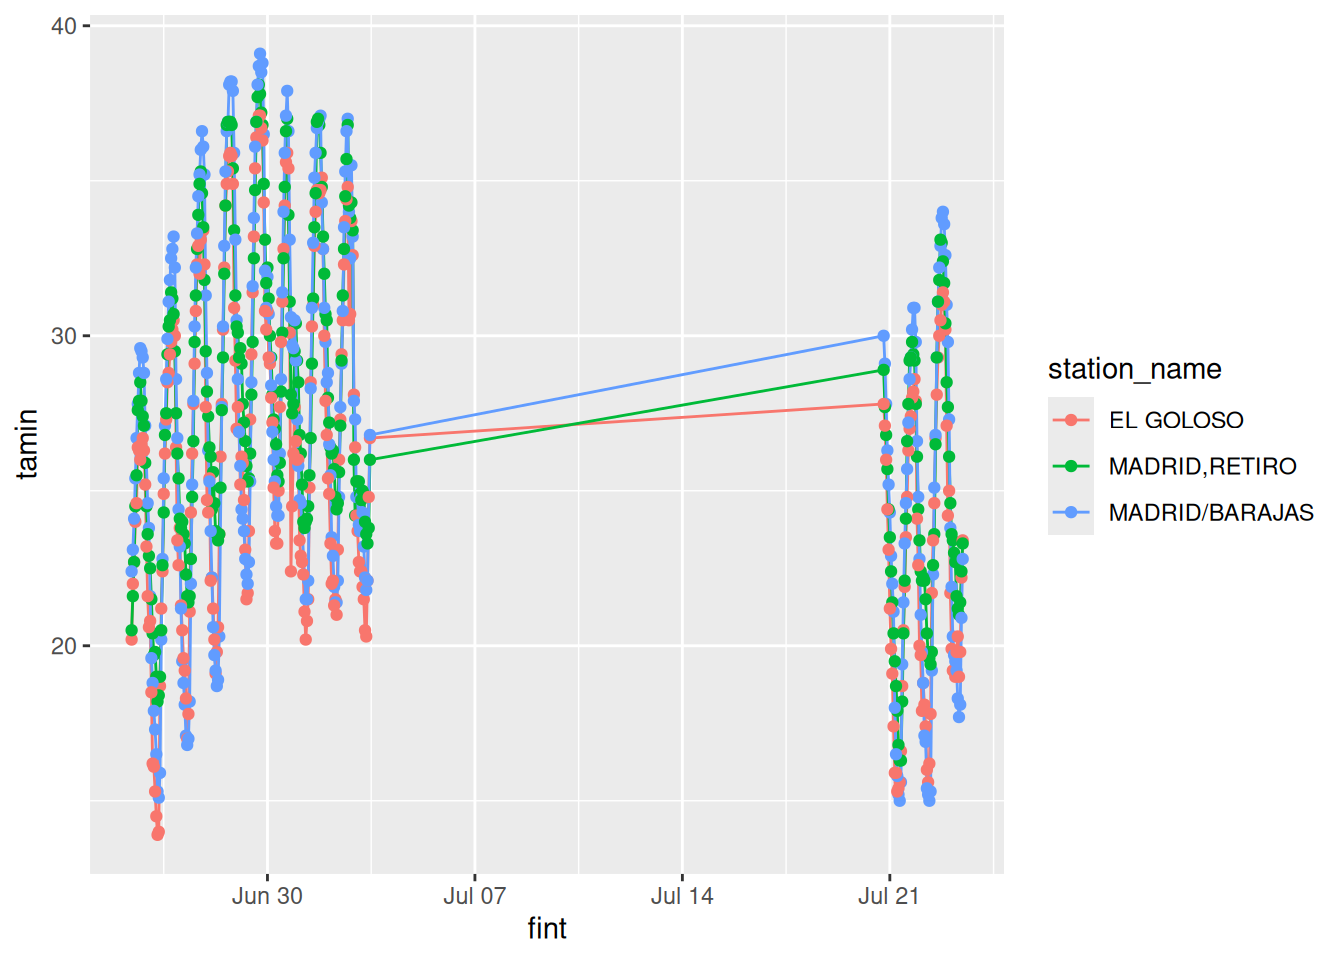 40
30
20
tamin
Jun 30
Jul 07
Jul 14
Jul 21
fint
station_name
EL GOLOSO
MADRID,RETIRO
MADRID/BARAJAS